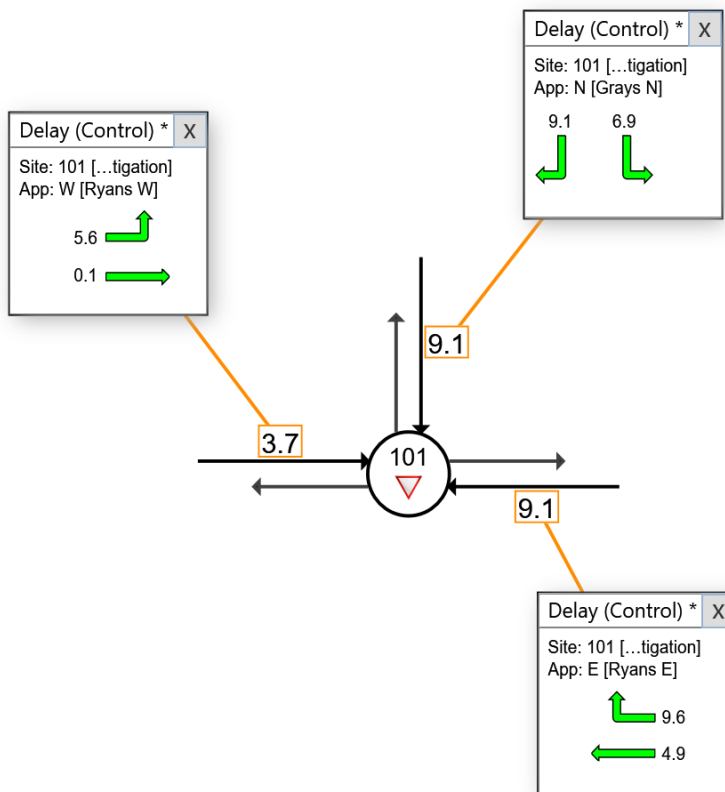 Delay (Control) * X
Site: 101 [...tigation]
App: N [Grays N]
9.1 6.9
Delay (Control) * X
Site: 101 [...tigation]
App: W [Ryans W]
5.6
0.1
9.1
3.7
101
9.1
Delay (Control) * X
Site: 101 [...tigation]
App: E [Ryans E]
9.6
4.9